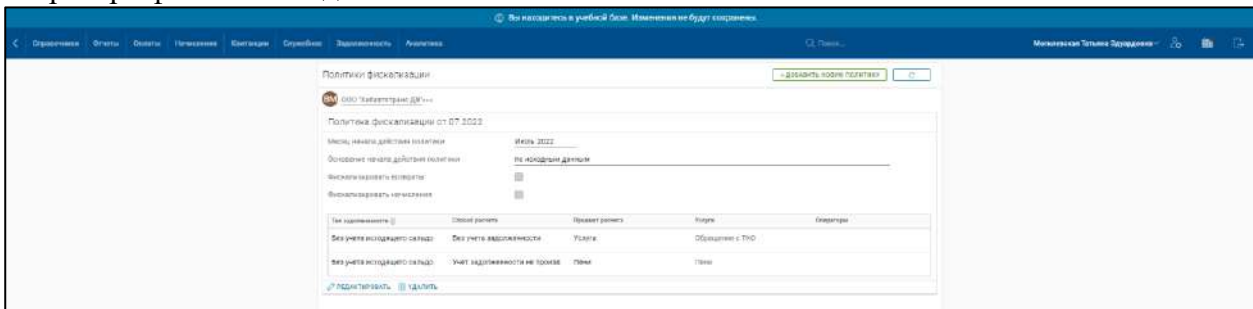 Вы находитесь в учебной базе. Изменения не будут сохранены.
Справочники Отчеты Оплаты Начисления Квитанции Служебное Задолженность Аналитика Поиск... Могилевская Татьяна Эдуардовна
Политики фискализации + ДОБАВИТЬ НОВУЮ ПОЛИТИКУ
ВМ ООО "Хабавтотранс ДВ"
Политика фискализации от 07.2022
Месяц начала действия политики Июль 2022
Основание начала действия политики По исходным данным
Фискализировать возвраты
Фискализировать начисления
Тип задолженности Способ расчета Предмет расчета Услуга Операторы
Без учета исходящего сальдо Без учета задолженности Услуга Обращение с ТКО
Без учета исходящего сальдо Учет задолженности не произв Пени Пени
РЕДАКТИРОВАТЬ УДАЛИТЬ